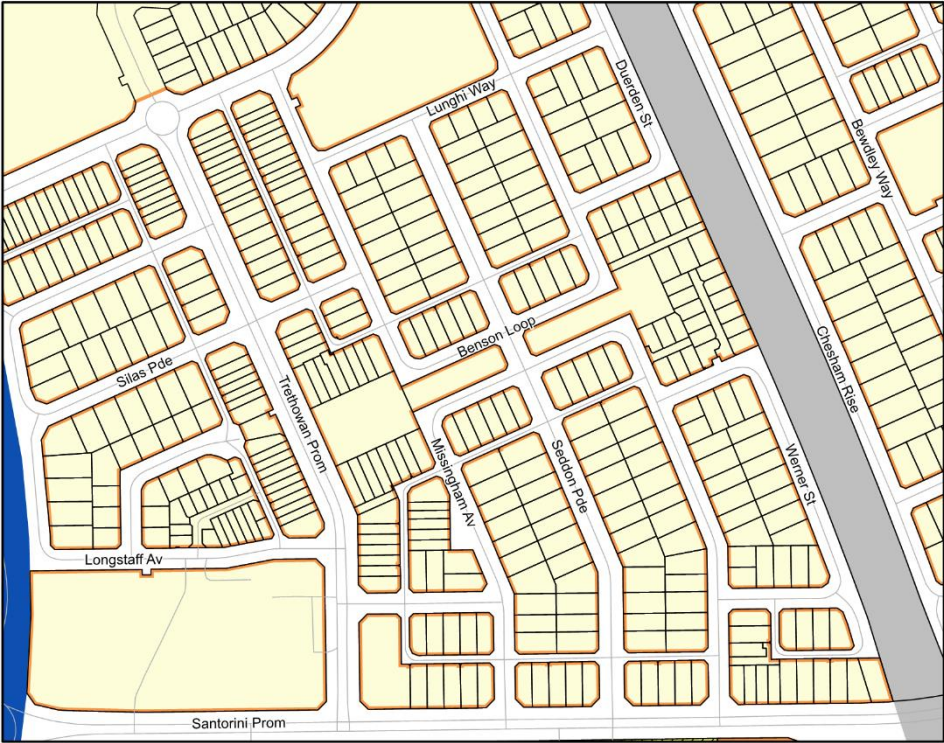 Lunghi Way
Duerden St
Bewdley Way
Benson Loop
Silas Pde
Chesham Rise
Trethowan Prom
Missingham Av
Seddon Pde
Werner St
Longstaff Av
Santorini Prom